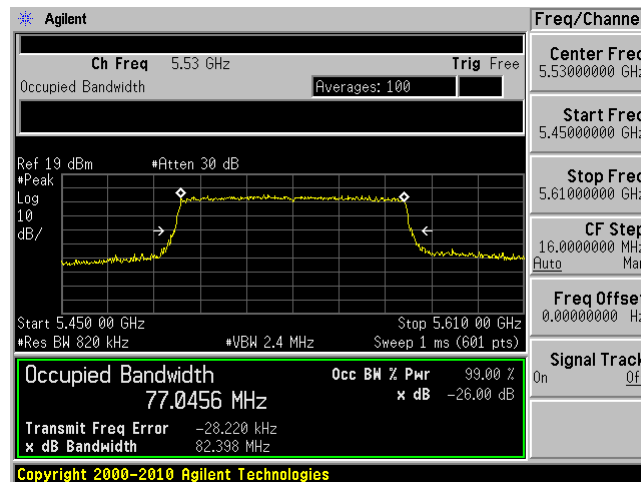 Agilent
Freq/Channe
Ch Freq 5.53 GHz Trig Free
Occupied Bandwidth Averages: 100
Center Freq
5.53000000 GHz
Start Freq
5.45000000 GHz
Stop Freq
5.61000000 GHz
CF Step
16.0000000 MHz
Auto Man
Freq Offset
0.00000000 Hz
Signal Track
On Off
Ref 19 dBm #Atten 30 dB
#Peak
Log
10
dB/
Start 5.450 00 GHz Stop 5.610 00 GHz
#Res BW 820 kHz #VBW 2.4 MHz Sweep 1 ms (601 pts)
Occupied Bandwidth Occ BW % Pwr 99.00 %
77.0456 MHz x dB -26.00 dB
Transmit Freq Error -28.220 kHz
x dB Bandwidth 82.398 MHz
Copyright 2000-2010 Agilent Technologies